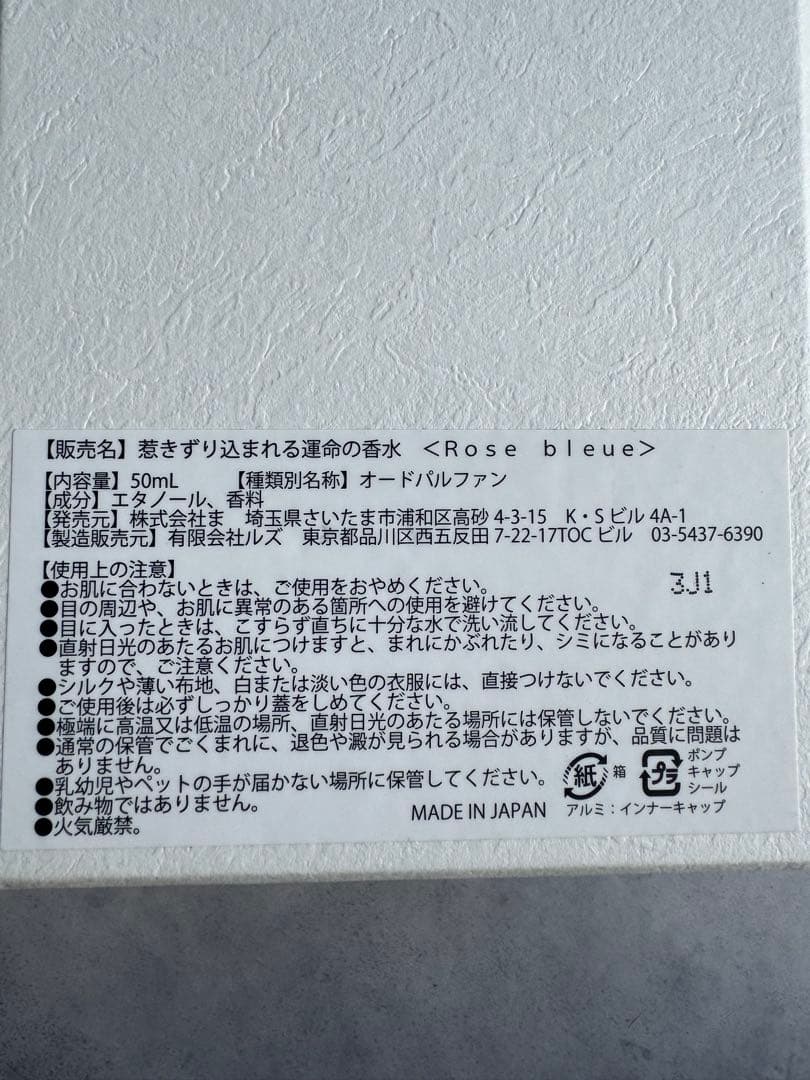 【販売名】惹きずり込まれる運命の香水　＜Rose　bleue＞
【内容量】50mL　【種類別名称】オードパルファン
【成分】エタノール、香料
【発売元】株式会社ま　埼玉県さいたま市浦和区高砂 4-3-15　K・S ビル 4A-1
【製造販売元】有限会社ルズ　東京都品川区西五反田 7-22-17TOC ビル　03-5437-6390
【使用上の注意】
3J1
●お肌に合わないときは、ご使用をおやめください。
●目の周辺や、お肌に異常のある箇所への使用を避けてください。
●目に入ったときは、こすらず直ちに十分な水で洗い流してください。
●直射日光のあたるお肌につけますと、まれにかぶれたり、シミになることがあり
ますので、ご注意ください。
●シルクや薄い布地、白または淡い色の衣服には、直接つけないでください。
●ご使用後は必ずしっかり蓋をしめてください。
●極端に高温又は低温の場所、直射日光のあたる場所には保管しないでください。
●通常の保管でごくまれに、退色や澱が見られる場合がありますが、品質に問題は
ありません。
●乳幼児やペットの手が届かない場所に保管してください。
●飲み物ではありません。
●火気厳禁。
MADE IN JAPAN
紙 箱
プラ ポンプ
キャップ
シール
アルミ：インナーキャップ